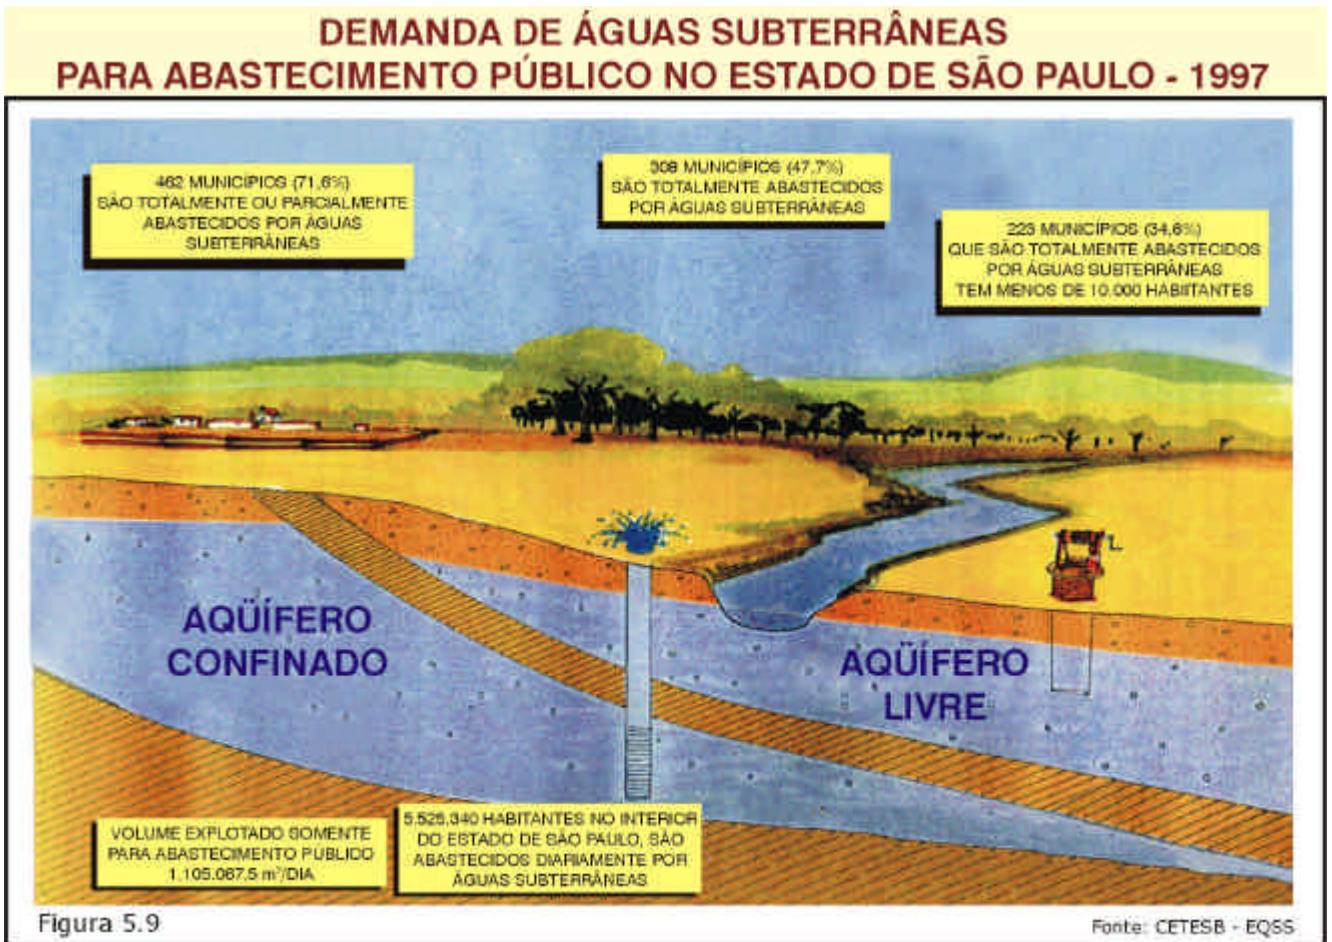 DEMANDA DE ÁGUAS SUBTERRÂNEAS
PARA ABASTECIMENTO PÚBLICO NO ESTADO DE SÃO PAULO - 1997
462 MUNICÍPIOS (71,6%)
SÃO TOTALMENTE OU PARCIALMENTE
ABASTECIDOS POR ÁGUAS
SUBTERRÂNEAS
308 MUNICÍPIOS (47,7%)
SÃO TOTALMENTE ABASTECIDOS
POR ÁGUAS SUBTERRÂNEAS
223 MUNICÍPIOS (34,6%)
QUE SÃO TOTALMENTE ABASTECIDOS
POR ÁGUAS SUBTERRÂNEAS
TEM MENOS DE 10.000 HABIITANTES
AQÜÍFERO
CONFINADO
AQÜÍFERO
LIVRE
VOLUME EXPLOTADO SOMENTE
PARA ABASTECIMENTO PÚBLICO
1.105.067,5 m³/DIA
5.526,340 HABITANTES NO INTERIOR
DO ESTADO DE SÃO PAULO, SÃO
ABASTECIDOS DIARIAMENTE POR
ÁGUAS SUBTERRÂNEAS
Figura 5.9
Fonte: CETESB - EQSS